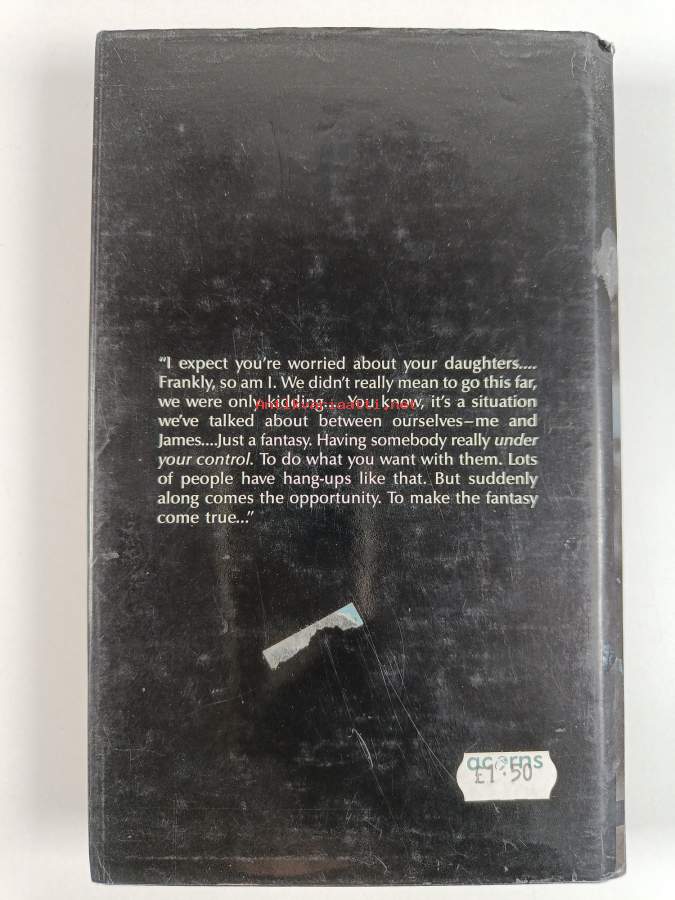 "I expect you're worried about your daughters....
Frankly, so am I. We didn't really mean to go this far,
we were only kidding.... You know, it's a situation
Antikvariaatti.net
we've talked about between ourselves—me and
James....Just a fantasy. Having somebody really under
your control. To do what you want with them. Lots
of people have hang-ups like that. But suddenly
along comes the opportunity. To make the fantasy
come true..."
acorns
£1.50